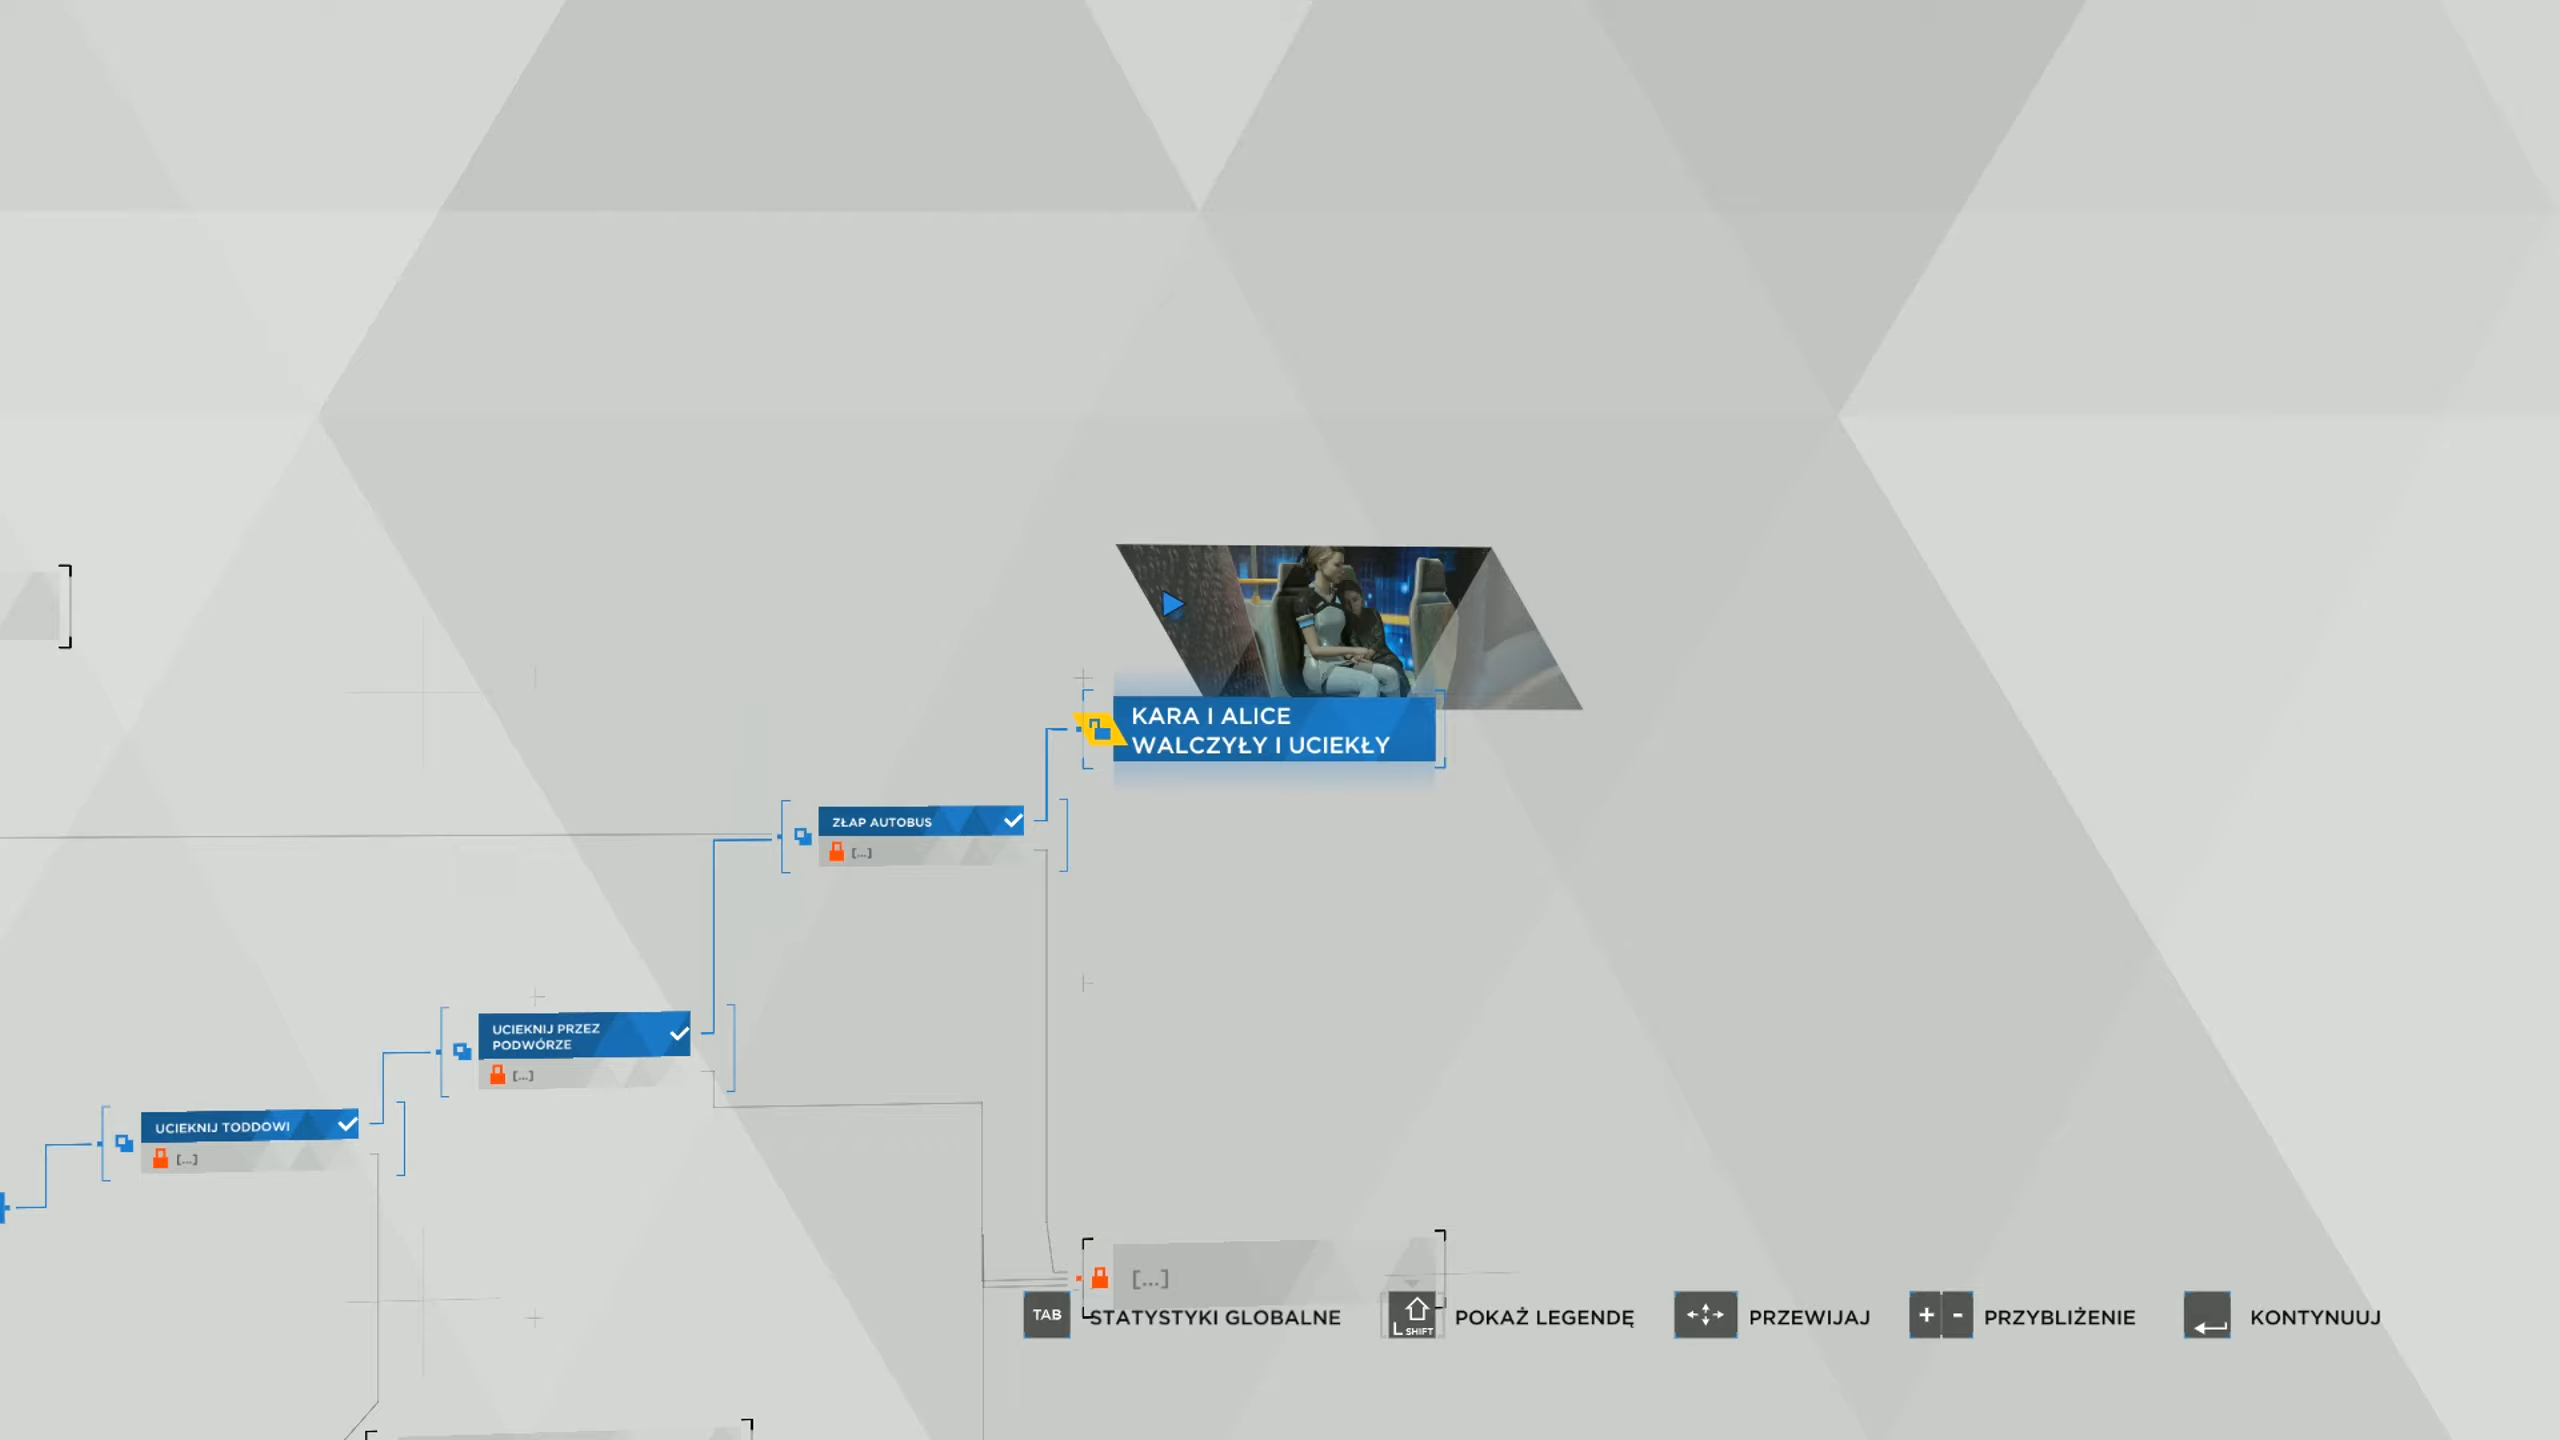 KARA I ALICE
WALCZYŁY I UCIEKŁY
ZŁAP AUTOBUS
[...]
UCIEKNIJ PRZEZ
PODWÓRZE
[...]
UCIEKNIJ TODDOWI
[...]
[...]
TAB STATYSTYKI GLOBALNE L SHIFT POKAŻ LEGENDĘ PRZEWIJAJ + - PRZYBLIŻENIE KONTYNUUJ